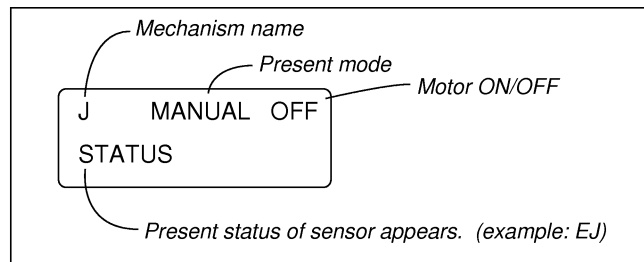 Mechanism name
Present mode
Motor ON/OFF
J MANUAL OFF
STATUS
Present status of sensor appears. (example: EJ)